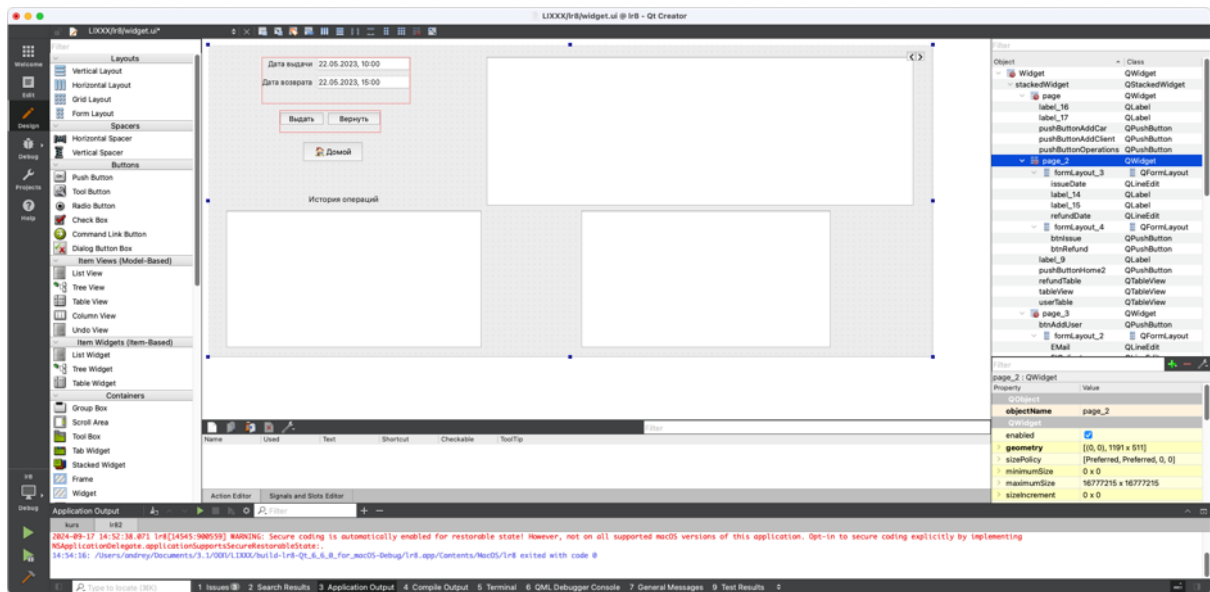 LIXXX/lr8/widget.ui @ lr8 - Qt Creator
LIXXX/lr8/widget.ui*
Welcome
Edit
Design
Debug
Projects
Help
lr8
Debug
Filter
Layouts
Vertical Layout
Horizontal Layout
Grid Layout
Form Layout
Spacers
Horizontal Spacer
Vertical Spacer
Buttons
Push Button
Tool Button
Radio Button
Check Box
Command Link Button
Dialog Button Box
Item Views (Model-Based)
List View
Tree View
Table View
Column View
Undo View
Item Widgets (Item-Based)
List Widget
Tree Widget
Table Widget
Containers
Group Box
Scroll Area
Tool Box
Tab Widget
Stacked Widget
Frame
Widget
Дата выдачи 22.05.2023, 10:00
Дата возврата 22.05.2023, 15:00
Выдать Вернуть
Домой
История операций
Filter
Name Used Text Shortcut Checkable ToolTip
Action Editor Signals and Slots Editor
Filter
Object Class
Widget QWidget
stackedWidget QStackedWidget
page QWidget
label_16 QLabel
label_17 QLabel
pushButtonAddCar QPushButton
pushButtonAddClient QPushButton
pushButtonOperations QPushButton
page_2 QWidget
formLayout_3 QFormLayout
issueDate QLineEdit
label_14 QLabel
label_15 QLabel
refundDate QLineEdit
formLayout_4 QFormLayout
btnIssue QPushButton
btnRefund QPushButton
label_9 QLabel
pushButtonHome2 QPushButton
refundTable QTableView
tableView QTableView
userTable QTableView
page_3 QWidget
btnAddUser QPushButton
formLayout_2 QFormLayout
EMail QLineEdit
Filter
page_2 : QWidget
Property Value
QObject
objectName page_2
QWidget
enabled
geometry [(0, 0), 1191 x 511]
sizePolicy [Preferred, Preferred, 0, 0]
minimumSize 0 x 0
maximumSize 16777215 x 16777215
sizeIncrement 0 x 0
Application Output Filter
kurs lr82
2024-09-17 14:52:38.071 lr8[14545:900559] WARNING: Secure coding is automatically enabled for restorable state! However, not on all supported macOS versions of this application. Opt-in to secure coding explicitly by implementing
NSApplicationDelegate.applicationSupportsSecureRestorableState:.
14:54:16: /Users/andrey/Documents/3.1/ООП/LIXXX/build-lr8-Qt_6_6_0_for_macOS-Debug/lr8.app/Contents/MacOS/lr8 exited with code 0
Type to locate (⌘K) 1 Issues 3 2 Search Results 3 Application Output 4 Compile Output 5 Terminal 6 QML Debugger Console 7 General Messages 9 Test Results